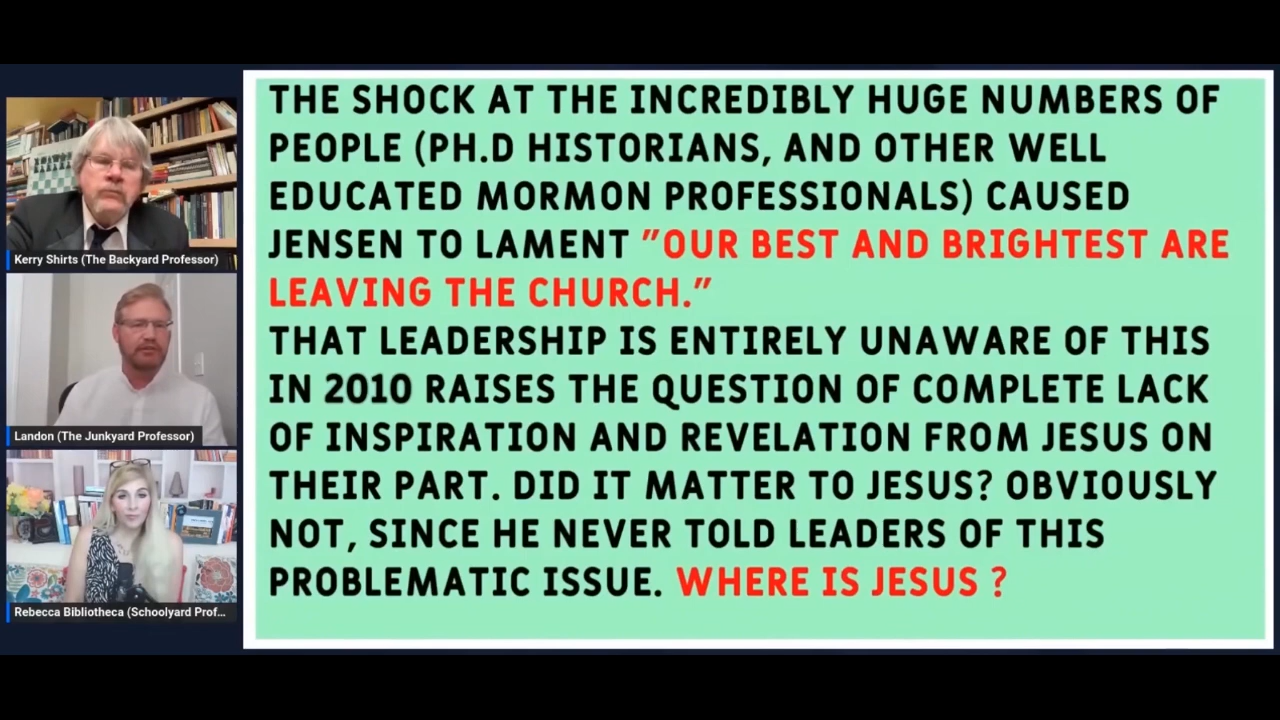 Kerry Shirts (The Backyard Professor)
Landon (The Junkyard Professor)
Rebecca Bibliotheca (Schoolyard Prof...
THE SHOCK AT THE INCREDIBLY HUGE NUMBERS OF
PEOPLE (PH.D HISTORIANS, AND OTHER WELL
EDUCATED MORMON PROFESSIONALS) CAUSED
JENSEN TO LAMENT "OUR BEST AND BRIGHTEST ARE
LEAVING THE CHURCH."
THAT LEADERSHIP IS ENTIRELY UNAWARE OF THIS
IN 2010 RAISES THE QUESTION OF COMPLETE LACK
OF INSPIRATION AND REVELATION FROM JESUS ON
THEIR PART. DID IT MATTER TO JESUS? OBVIOUSLY
NOT, SINCE HE NEVER TOLD LEADERS OF THIS
PROBLEMATIC ISSUE. WHERE IS JESUS ?